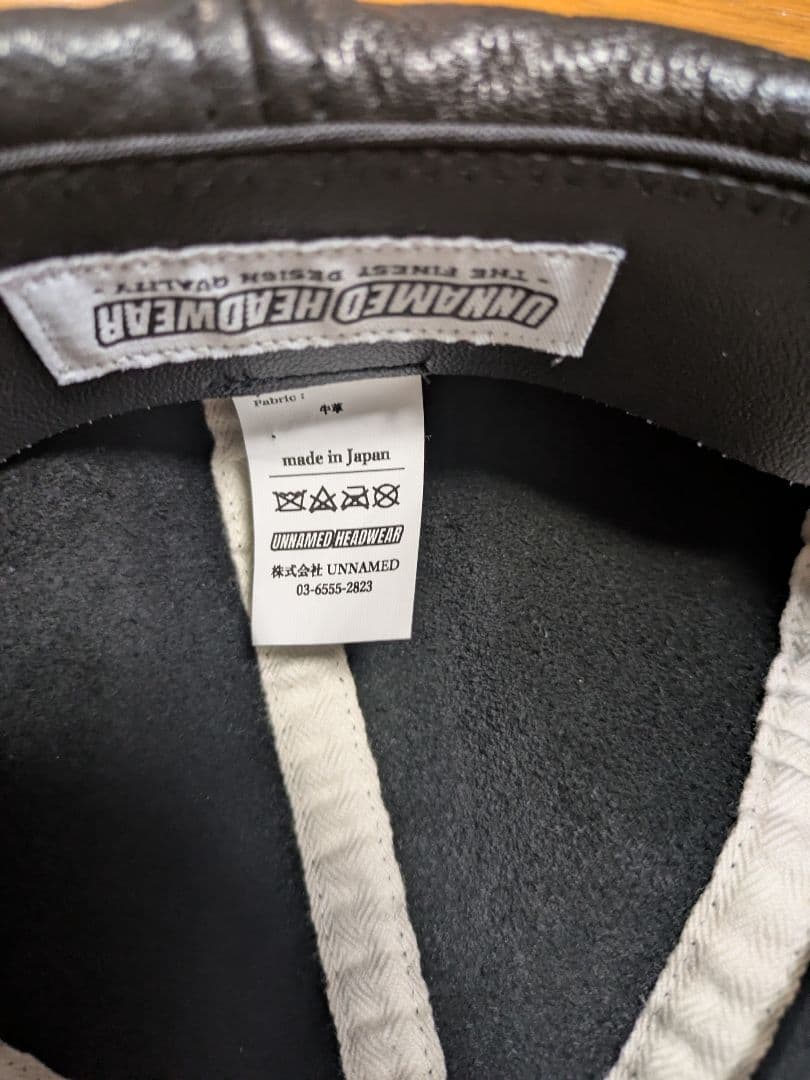 UNNAMED HEADWEAR
- THE FINEST DESIGN QUALITY -
Fabric :
牛革
made in Japan
UNNAMED HEADWEAR
株式会社 UNNAMED
03-6555-2823